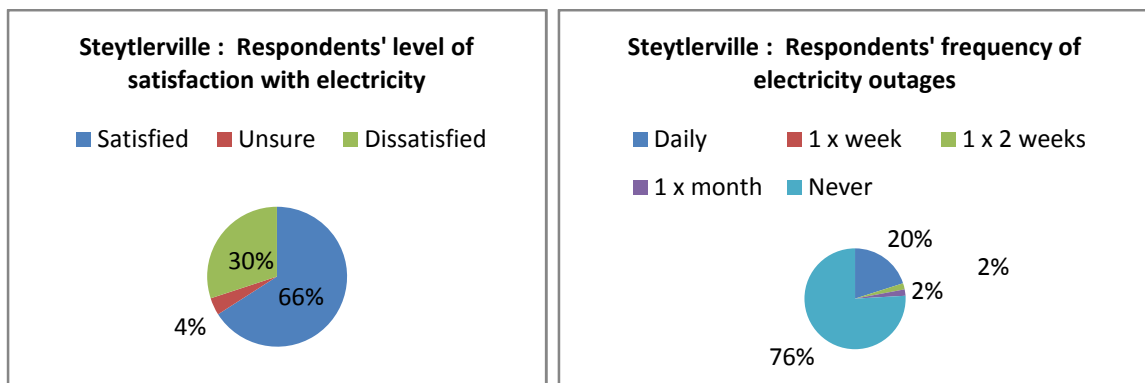 Steytlerville :  Respondents' level of
satisfaction with electricity
Satisfied Unsure Dissatisfied
30%
66%
4%
Steytlerville :  Respondents' frequency of
electricity outages
Daily 1 x week 1 x 2 weeks
1 x month Never
20%
2%
2%
76%